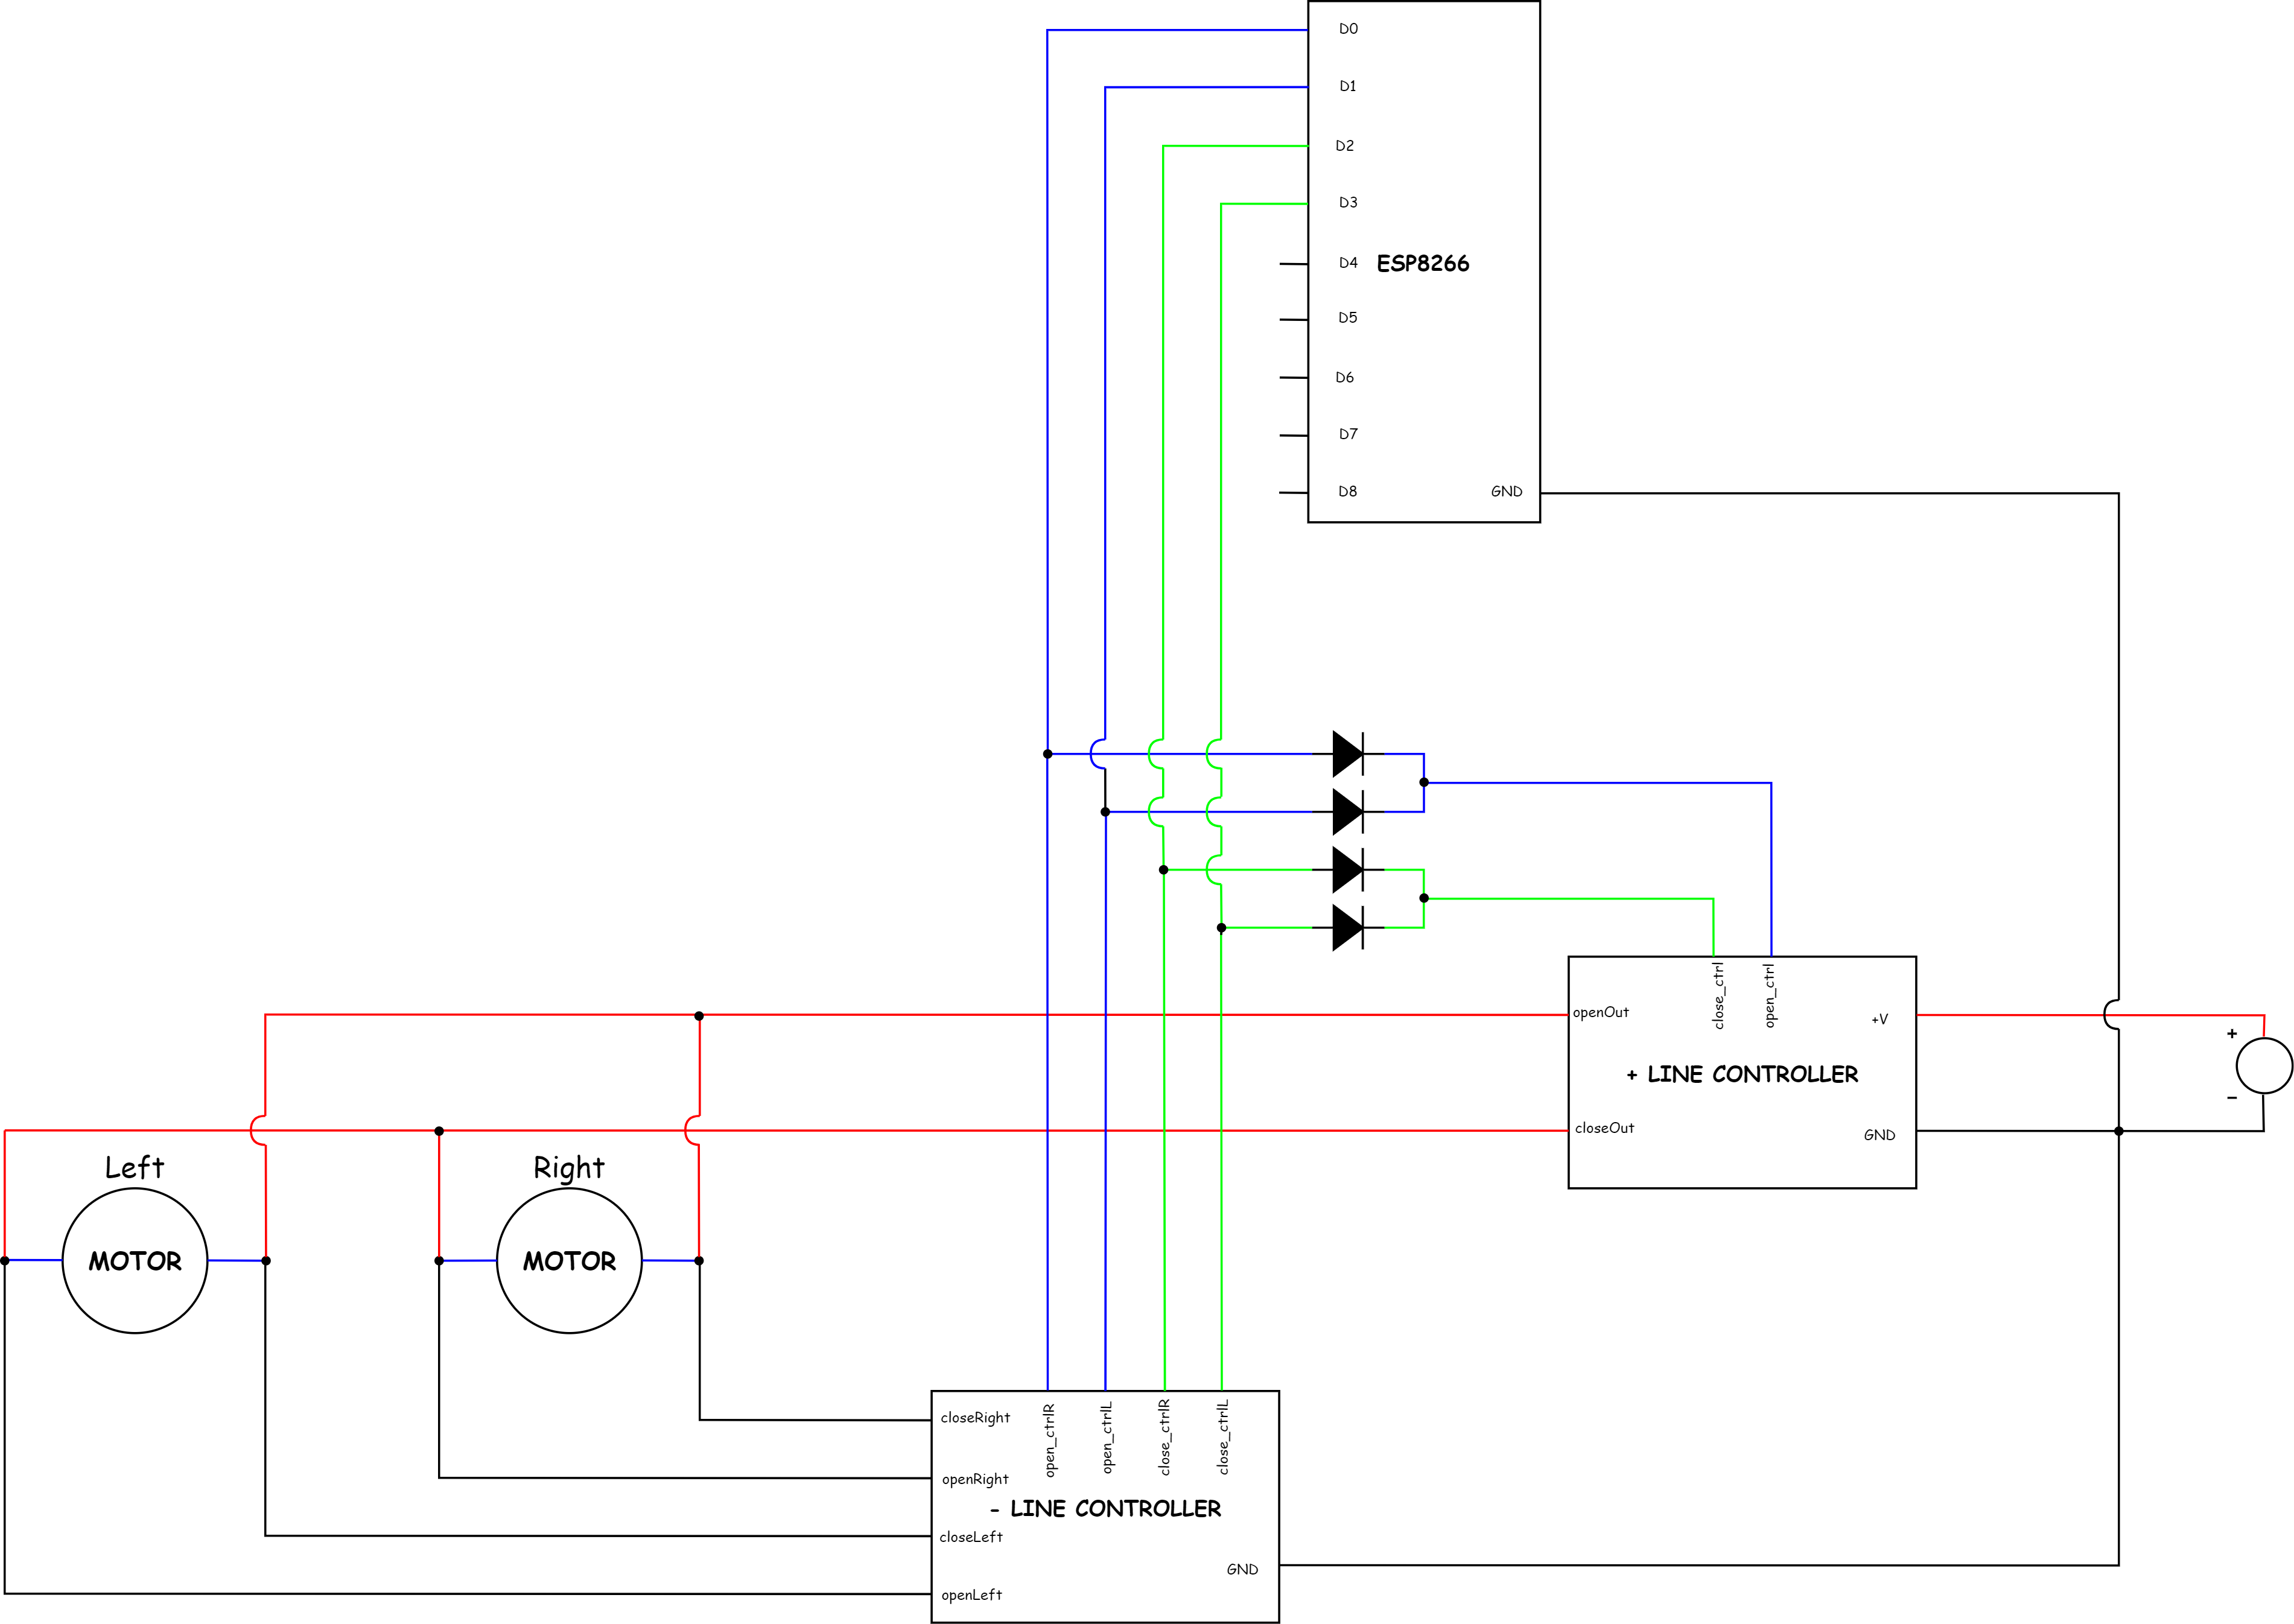 D0
D1
D2
D3
D4 ESP8266
D5
D6
D7
D8 GND
close_ctrl
open_ctrl
openOut
+V
+
+ LINE CONTROLLER
-
closeOut
GND
Left
Right
MOTOR
MOTOR
open_ctrlR
open_ctrlL
close_ctrlR
close_ctrlL
closeRight
openRight
- LINE CONTROLLER
closeLeft
GND
openLeft